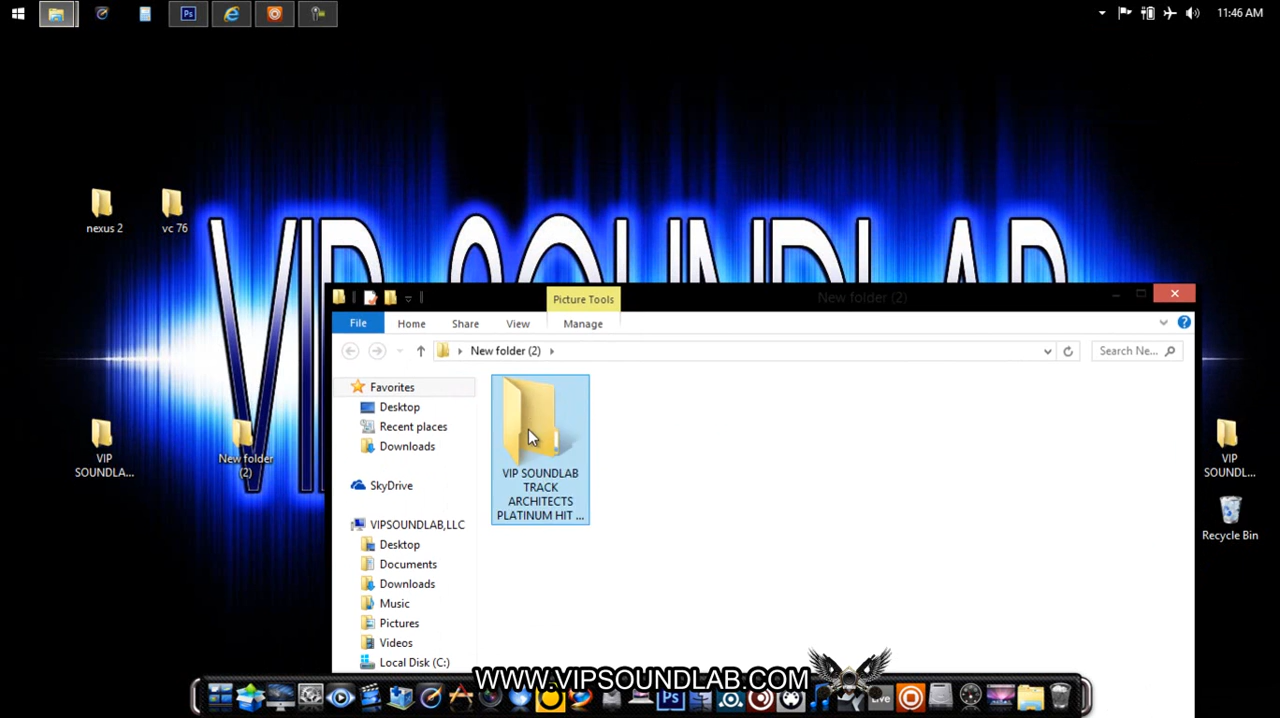 11:46 AM
nexus 2
vc 76
VIP SOUNDLAB
Picture Tools
New folder (2)
File
Home
Share
View
Manage
New folder (2)
Search Ne...
Favorites
Desktop
Recent places
Downloads
SkyDrive
VIPSOUNDLAB,LLC
Desktop
Documents
Downloads
Music
Pictures
Videos
Local Disk (C:)
VIP SOUNDLAB
TRACK
ARCHITECTS
PLATINUM HIT ...
VIP
SOUNDLA...
New folder
(2)
VIP
SOUNDL...
Recycle Bin
WWW.VIPSOUNDLAB.COM
Ps
Ps
Live